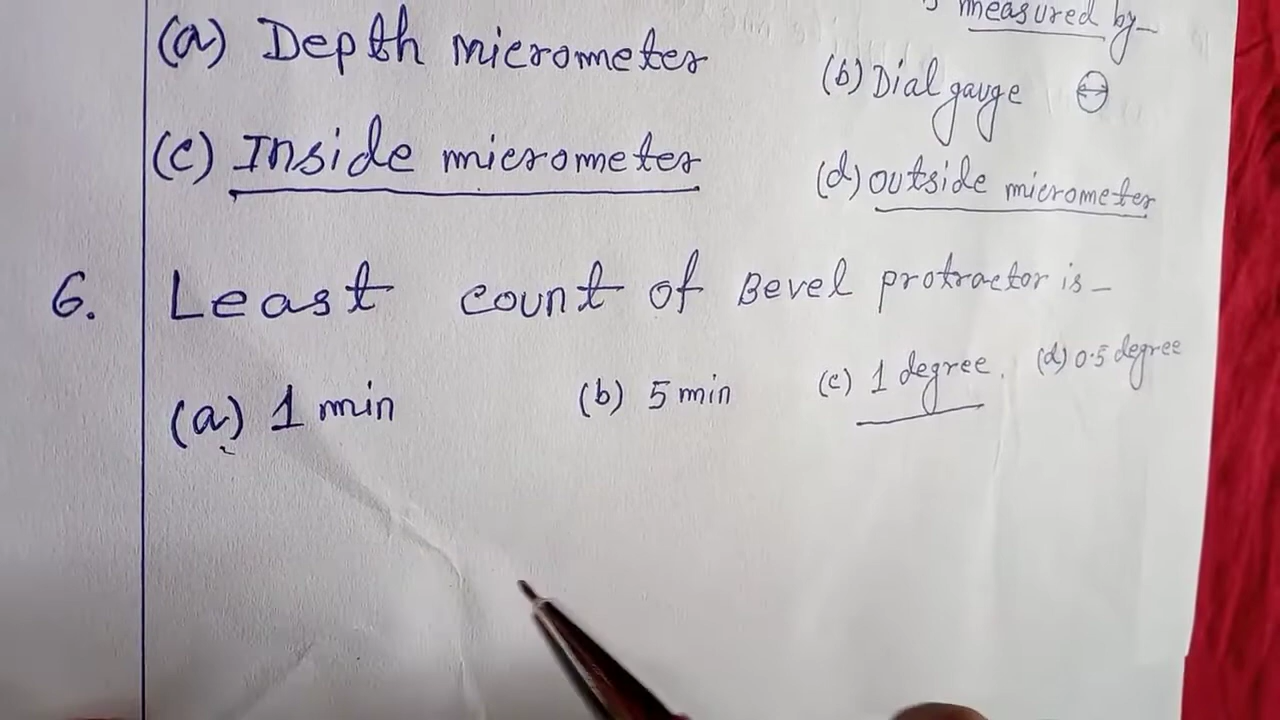 measured by-
(a) Depth micrometer
(b) Dial gauge
(c) Inside micrometer
(d) outside micrometer
6. Least count of Bevel protractor is-
(a) 1 min (b) 5 min (c) 1 degree. (d) 0.5 degree